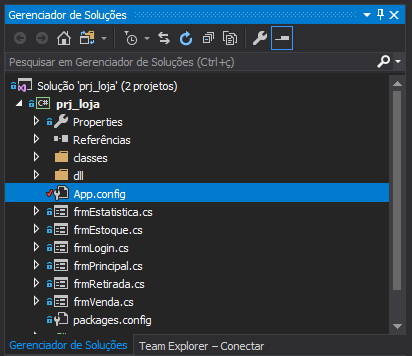 Gerenciador de Soluções
Pesquisar em Gerenciador de Soluções (Ctrl+ç)
Solução 'prj_loja' (2 projetos)
C# prj_loja
Properties
Referências
classes
dll
App.config
frmEstatistica.cs
frmEstoque.cs
frmLogin.cs
frmPrincipal.cs
frmRetirada.cs
frmVenda.cs
packages.config
Gerenciador de Soluções Team Explorer – Conectar